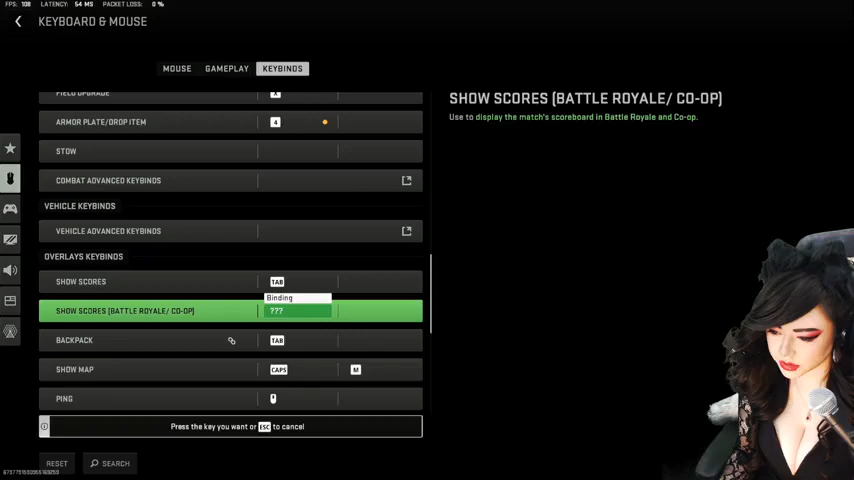 FPS: 108 LATENCY: 54 MS PACKET LOSS: 0 %
KEYBOARD & MOUSE
MOUSE GAMEPLAY KEYBINDS
FIELD UPGRADE X
ARMOR PLATE/DROP ITEM 4
STOW
COMBAT ADVANCED KEYBINDS
VEHICLE KEYBINDS
VEHICLE ADVANCED KEYBINDS
OVERLAYS KEYBINDS
SHOW SCORES TAB
Binding
SHOW SCORES (BATTLE ROYALE/ CO-OP) ???
BACKPACK TAB
SHOW MAP CAPS M
PING
Press the key you want or ESC to cancel
RESET SEARCH
SHOW SCORES (BATTLE ROYALE/ CO-OP)
Use to display the match's scoreboard in Battle Royale and Co-op.